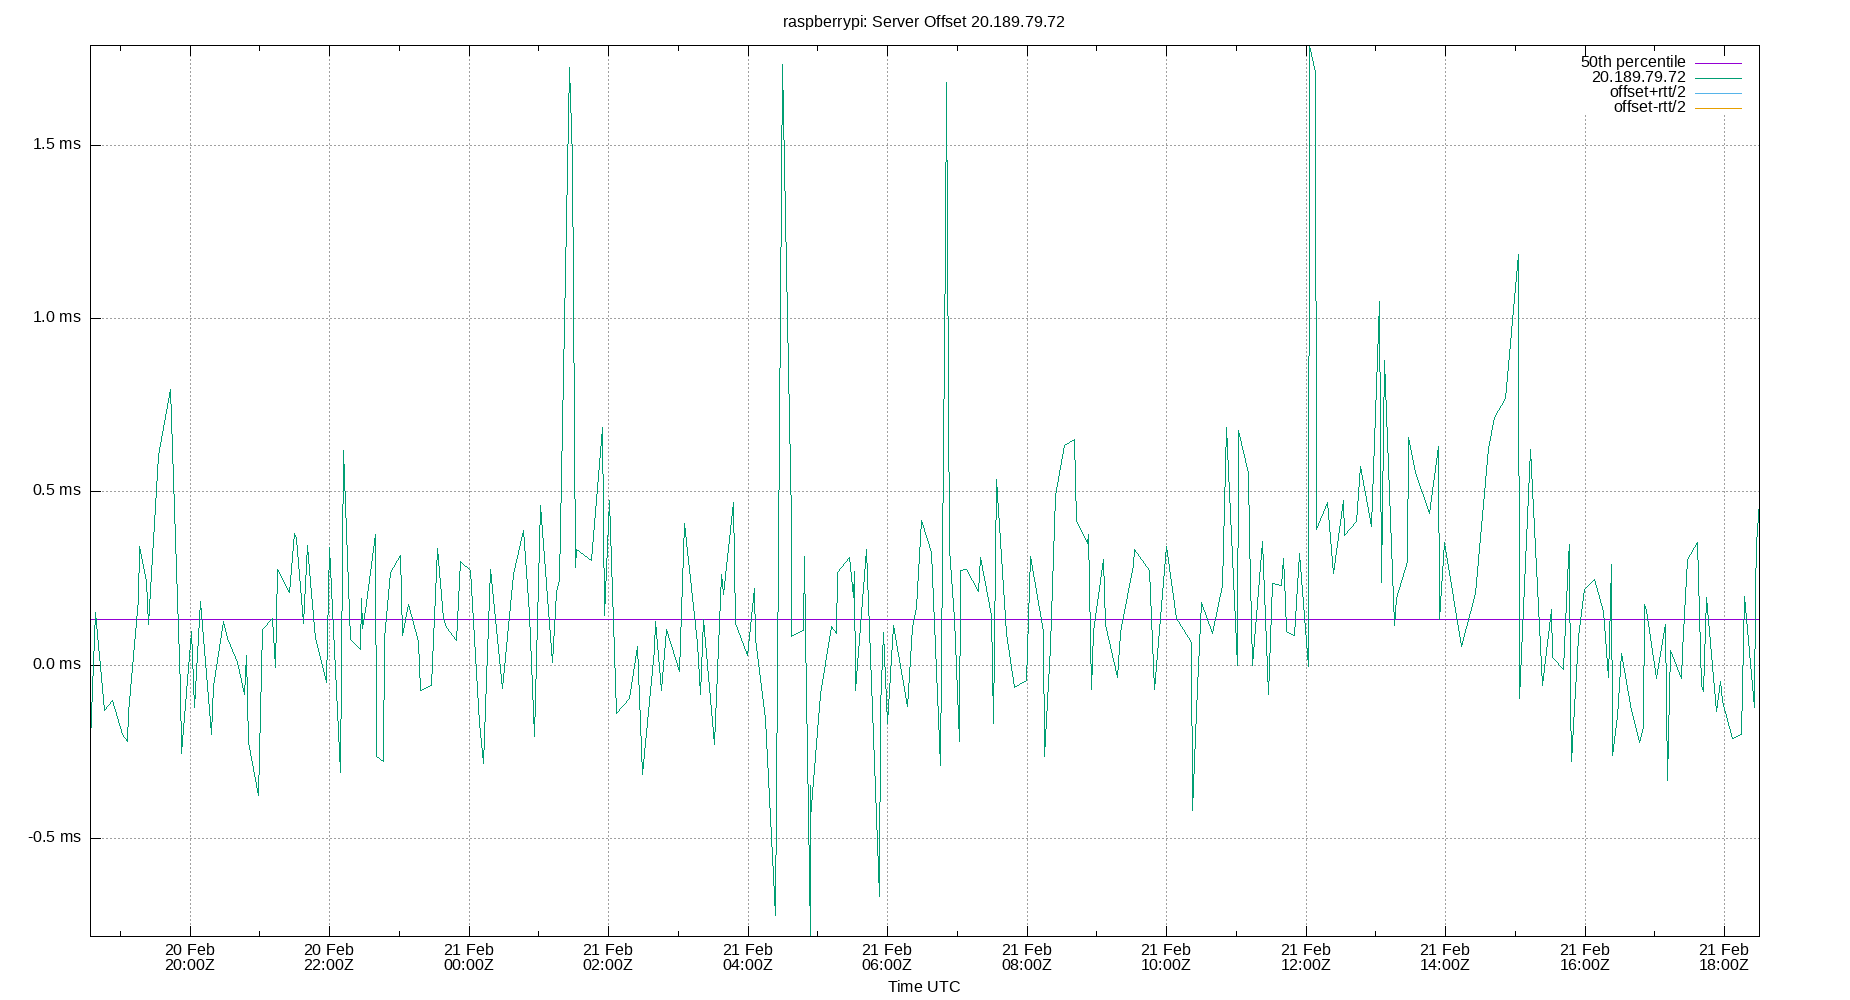 raspberrypi: Server Offset 20.189.79.72
50th percentile
20.189.79.72
offset+rtt/2
offset-rtt/2
1.5 ms
1.0 ms
0.5 ms
0.0 ms
-0.5 ms
20 Feb 20 Feb 21 Feb 21 Feb 21 Feb 21 Feb 21 Feb 21 Feb 21 Feb 21 Feb 21 Feb 21 Feb
20:00Z 22:00Z 00:00Z 02:00Z 04:00Z 06:00Z 08:00Z 10:00Z 12:00Z 14:00Z 16:00Z 18:00Z
Time UTC